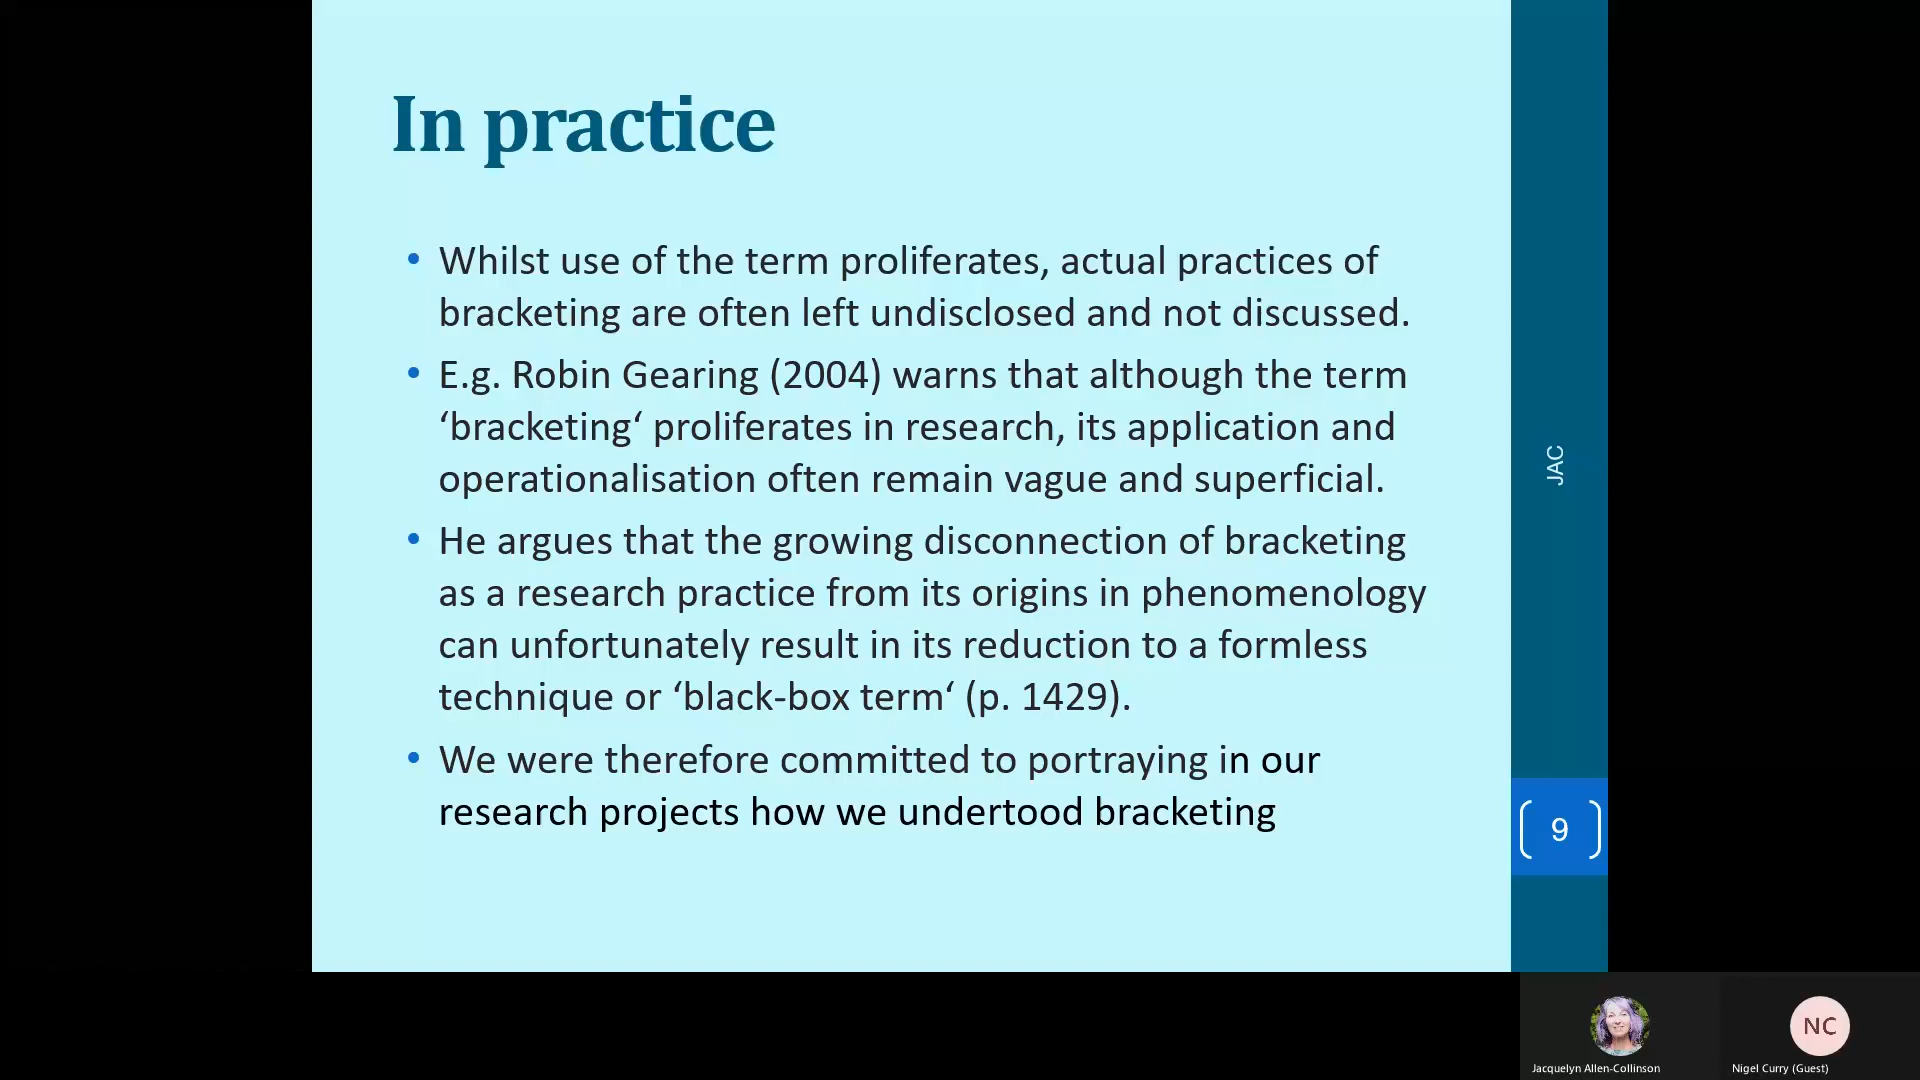 In practice
• Whilst use of the term proliferates, actual practices of
bracketing are often left undisclosed and not discussed.
• E.g. Robin Gearing (2004) warns that although the term
‘bracketing‘ proliferates in research, its application and
operationalisation often remain vague and superficial.
• He argues that the growing disconnection of bracketing
as a research practice from its origins in phenomenology
can unfortunately result in its reduction to a formless
technique or ‘black-box term‘ (p. 1429).
• We were therefore committed to portraying in our
research projects how we undertood bracketing
JAC
9
NC
Jacquelyn Allen-Collinson
Nigel Curry (Guest)